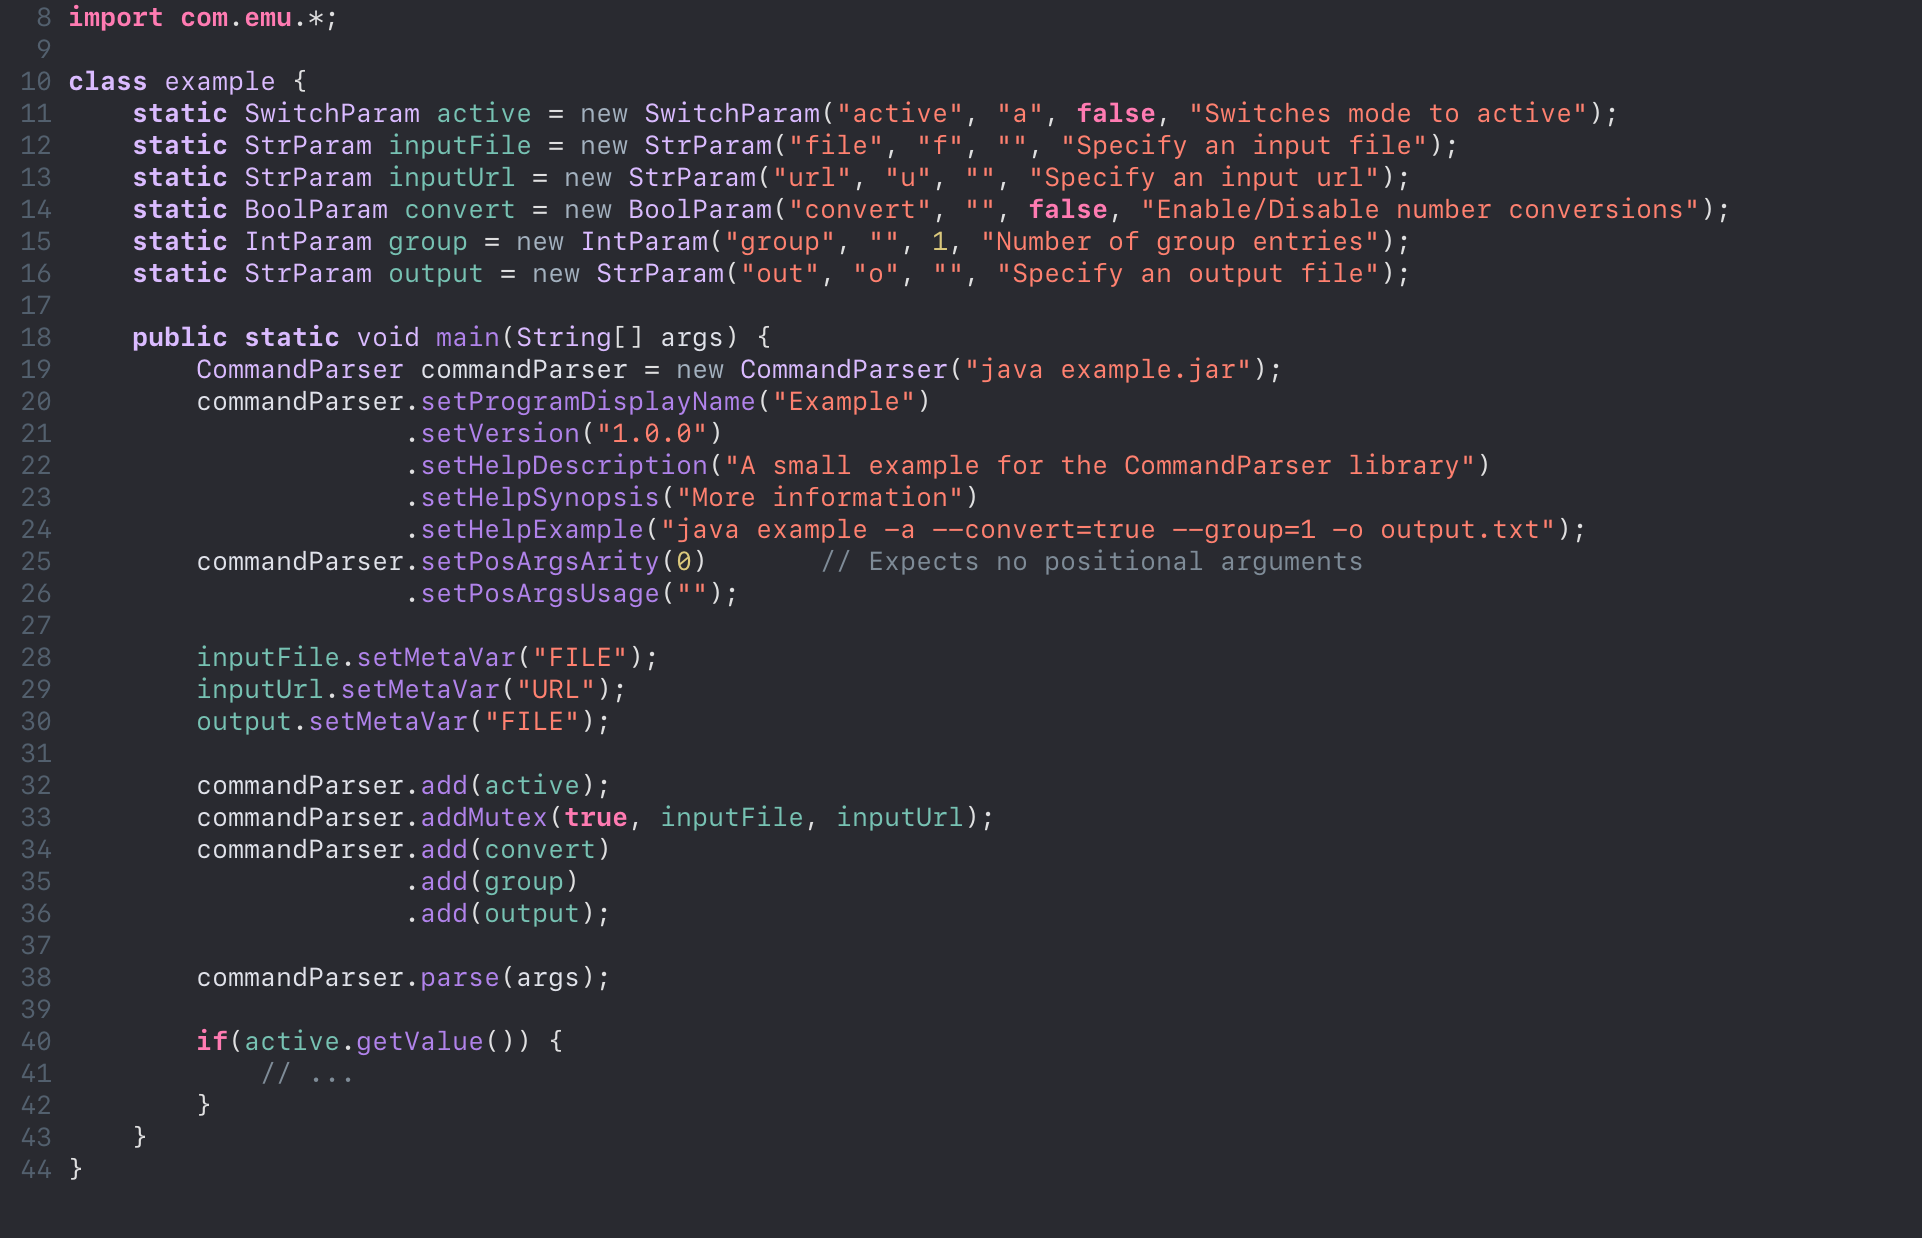 8 import com.emu.*;
9
10 class example {
11     static SwitchParam active = new SwitchParam("active", "a", false, "Switches mode to active");
12     static StrParam inputFile = new StrParam("file", "f", "", "Specify an input file");
13     static StrParam inputUrl = new StrParam("url", "u", "", "Specify an input url");
14     static BoolParam convert = new BoolParam("convert", "", false, "Enable/Disable number conversions");
15     static IntParam group = new IntParam("group", "", 1, "Number of group entries");
16     static StrParam output = new StrParam("out", "o", "", "Specify an output file");
17
18     public static void main(String[] args) {
19         CommandParser commandParser = new CommandParser("java example.jar");
20         commandParser.setProgramDisplayName("Example")
21                      .setVersion("1.0.0")
22                      .setHelpDescription("A small example for the CommandParser library")
23                      .setHelpSynopsis("More information")
24                      .setHelpExample("java example -a --convert=true --group=1 -o output.txt");
25         commandParser.setPosArgsArity(0)       // Expects no positional arguments
26                      .setPosArgsUsage("");
27
28         inputFile.setMetaVar("FILE");
29         inputUrl.setMetaVar("URL");
30         output.setMetaVar("FILE");
31
32         commandParser.add(active);
33         commandParser.addMutex(true, inputFile, inputUrl);
34         commandParser.add(convert)
35                      .add(group)
36                      .add(output);
37
38         commandParser.parse(args);
39
40         if(active.getValue()) {
41             // ...
42         }
43     }
44 }